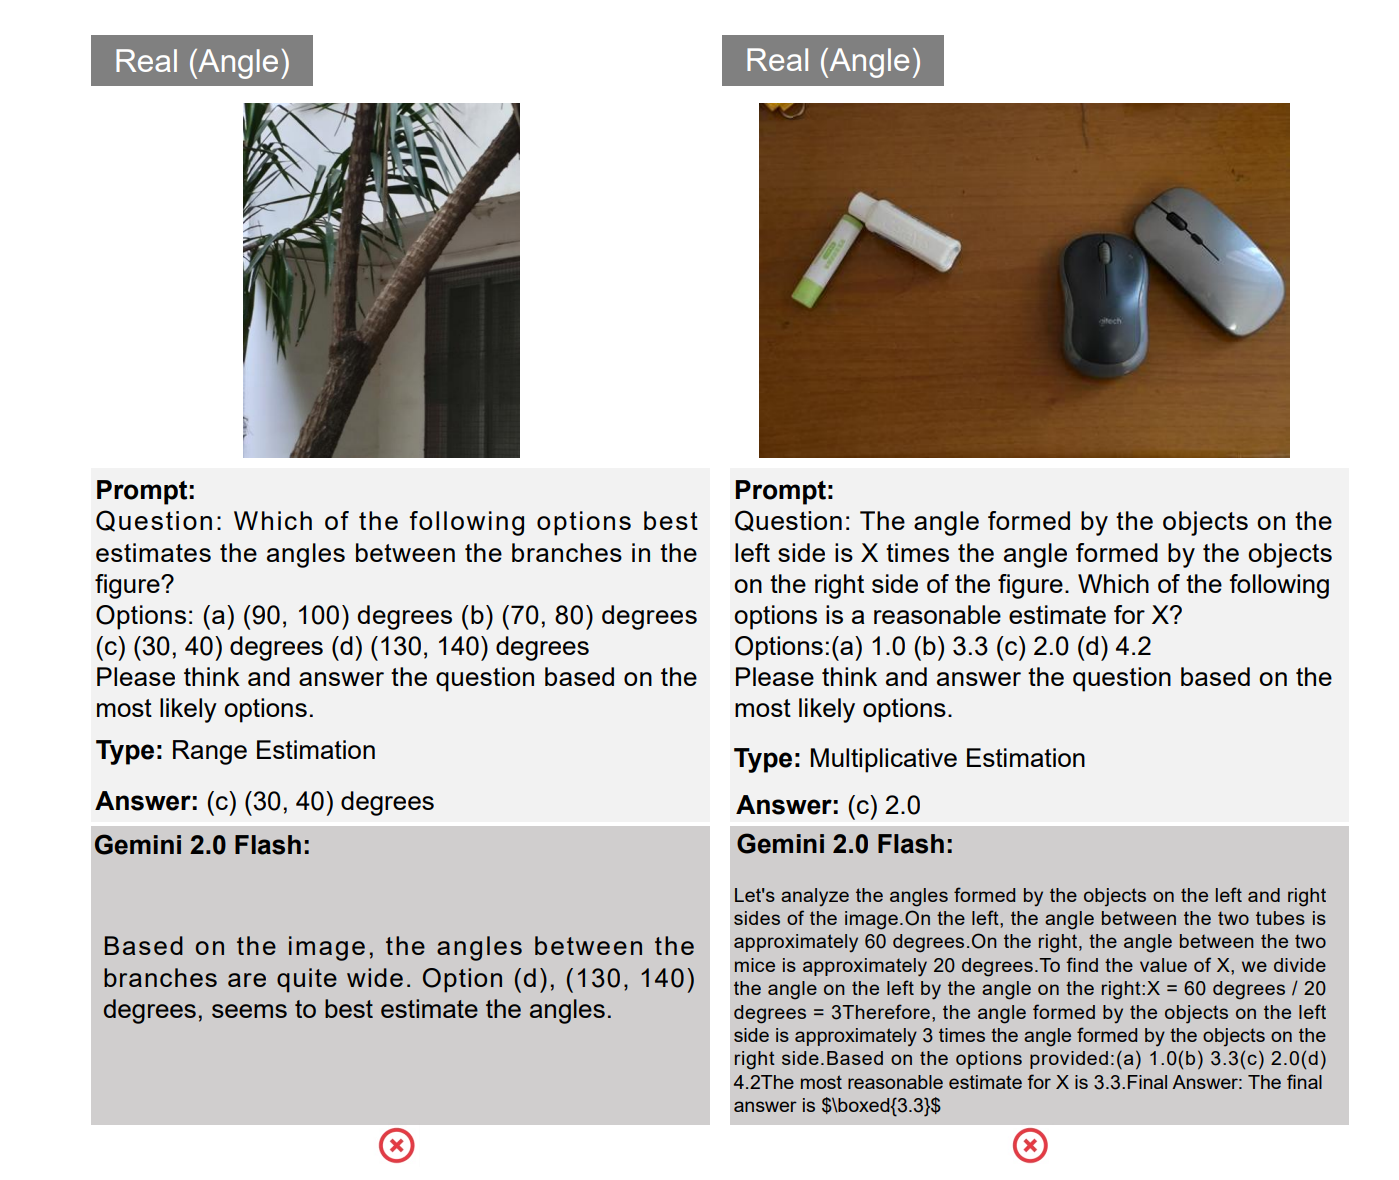 Real (Angle)
Prompt:
Question: Which of the following options best
estimates the angles between the branches in the
figure?
Options: (a) (90, 100) degrees (b) (70, 80) degrees
(c) (30, 40) degrees (d) (130, 140) degrees
Please think and answer the question based on the
most likely options.
Type: Range Estimation
Answer: (c) (30, 40) degrees
Gemini 2.0 Flash:
Based on the image, the angles between the
branches are quite wide. Option (d), (130, 140)
degrees, seems to best estimate the angles.
Real (Angle)
gitech
Prompt:
Question: The angle formed by the objects on the
left side is X times the angle formed by the objects
on the right side of the figure. Which of the following
options is a reasonable estimate for X?
Options:(a) 1.0 (b) 3.3 (c) 2.0 (d) 4.2
Please think and answer the question based on the
most likely options.
Type: Multiplicative Estimation
Answer: (c) 2.0
Gemini 2.0 Flash:
Let's analyze the angles formed by the objects on the left and right
sides of the image.On the left, the angle between the two tubes is
approximately 60 degrees.On the right, the angle between the two
mice is approximately 20 degrees.To find the value of X, we divide
the angle on the left by the angle on the right:X = 60 degrees / 20
degrees = 3Therefore, the angle formed by the objects on the left
side is approximately 3 times the angle formed by the objects on the
right side.Based on the options provided:(a) 1.0(b) 3.3(c) 2.0(d)
4.2The most reasonable estimate for X is 3.3.Final Answer: The final
answer is $\boxed{3.3}$